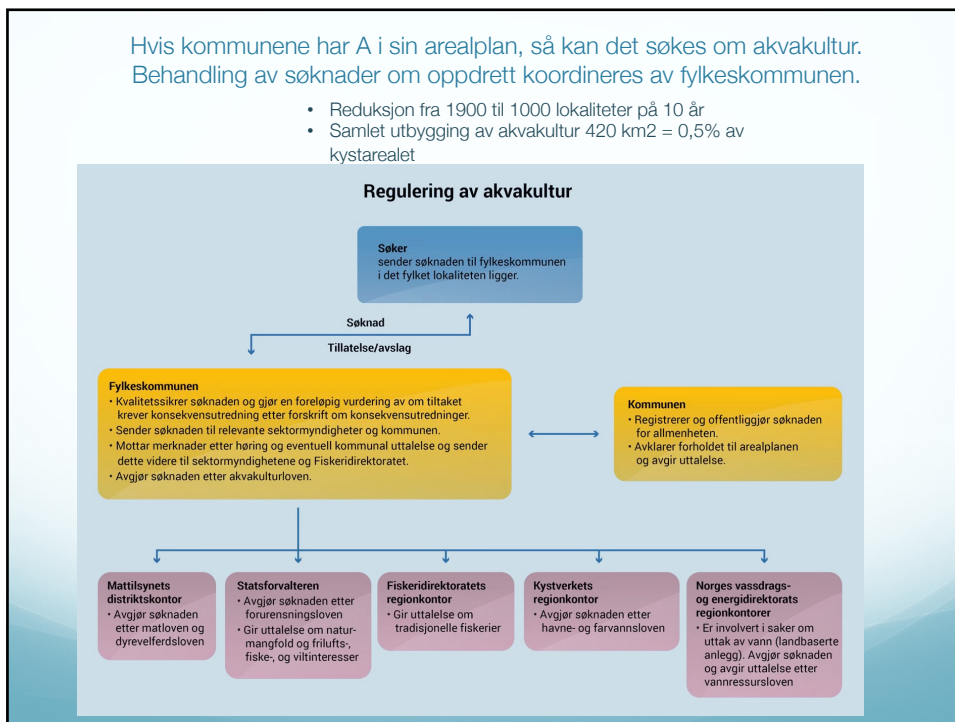 Hvis kommunene har A i sin arealplan, så kan det søkes om akvakultur.
Behandling av søknader om oppdrett koordineres av fylkeskommunen.
• Reduksjon fra 1900 til 1000 lokaliteter på 10 år
• Samlet utbygging av akvakultur 420 km2 = 0,5% av
kystarealet
Regulering av akvakultur
Søker
sender søknaden til fylkeskommunen
i det fylket lokaliteten ligger.
Søknad
Tillatelse/avslag
Fylkeskommunen
• Kvalitetssikrer søknaden og gjør en foreløpig vurdering av om tiltaket
krever konsekvensutredning etter forskrift om konsekvensutredninger.
• Sender søknaden til relevante sektormyndigheter og kommunen.
• Mottar merknader etter høring og eventuell kommunal uttalelse og sender
dette videre til sektormyndighetene og Fiskeridirektoratet.
• Avgjør søknaden etter akvakulturloven.
Kommunen
• Registrerer og offentliggjør søknaden
for allmenheten.
• Avklarer forholdet til arealplanen
og avgir uttalelse.
Mattilsynets
distriktskontor
• Avgjør søknaden
etter matloven og
dyrevelferdsloven
Statsforvalteren
• Avgjør søknaden etter
forurensningsloven
• Gir uttalelse om natur-
mangfold og frilufts-,
fiske-, og viltinteresser
Fiskeridirektoratets
regionkontor
• Gir uttalelse om
tradisjonelle fiskerier
Kystverkets
regionkontor
• Avgjør søknaden etter
havne- og farvannsloven
Norges vassdrags-
og energidirektorats
regionkontorer
• Er involvert i saker om
uttak av vann (landbaserte
anlegg). Avgjør søknaden
og avgir uttalelse etter
vannressursloven